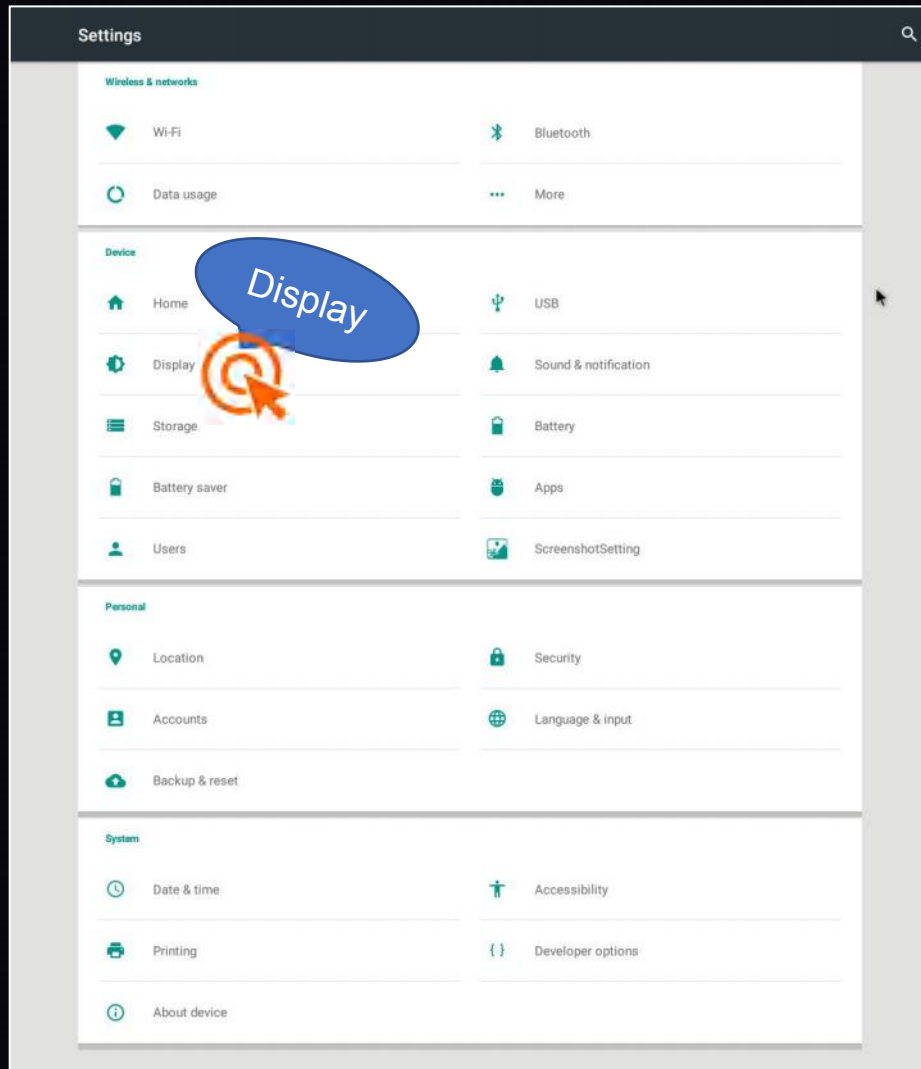 Settings
Wireless & networks
Wi-Fi
Bluetooth
Data usage
More
Device
Display
Home
USB
Display
Sound & notification
Storage
Battery
Battery saver
Apps
Users
ScreenshotSetting
Personal
Location
Security
Accounts
Language & input
Backup & reset
System
Date & time
Accessibility
Printing
{ } Developer options
About device